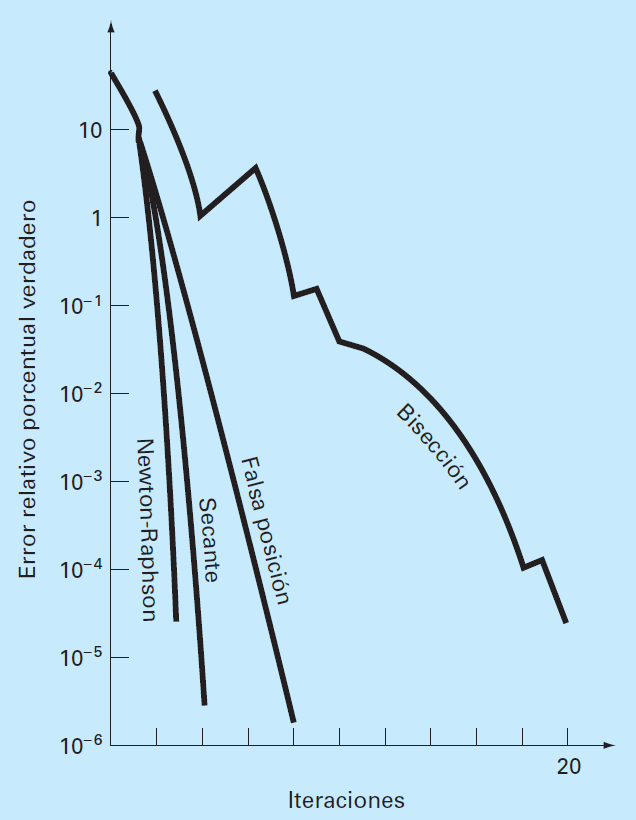 Error relativo porcentual verdadero
10
1
10⁻¹
10⁻²
10⁻³
10⁻⁴
10⁻⁵
10⁻⁶
Newton-Raphson
Secante
Falsa posición
Bisección
20
Iteraciones